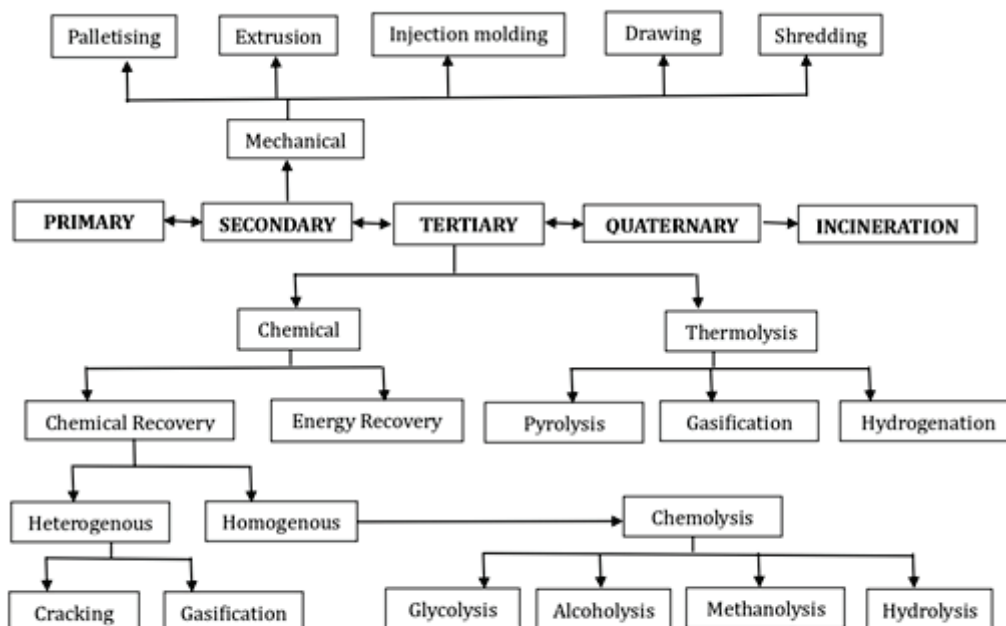 Palletising
Extrusion
Injection molding
Drawing
Shredding
Mechanical
PRIMARY
SECONDARY
TERTIARY
QUATERNARY
INCINERATION
Chemical
Thermolysis
Chemical Recovery
Energy Recovery
Pyrolysis
Gasification
Hydrogenation
Heterogenous
Homogenous
Chemolysis
Cracking
Gasification
Glycolysis
Alcoholysis
Methanolysis
Hydrolysis